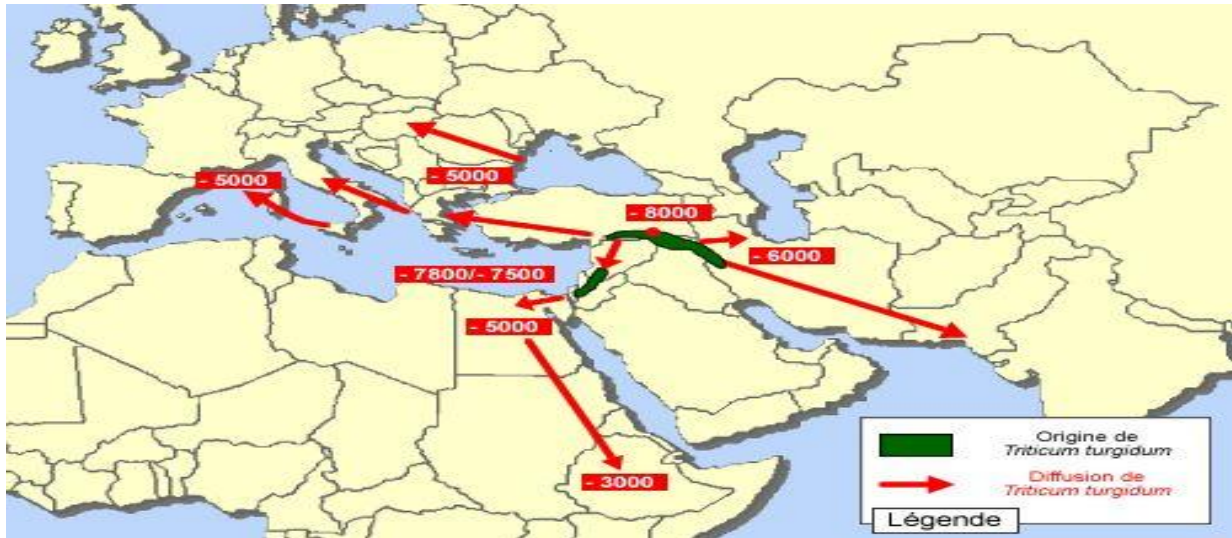 - 5000
- 5000
- 8000
- 6000
- 7800/- 7500
- 5000
- 3000
Origine de
Triticum turgidum
Diffusion de
Triticum turgidum
Légende